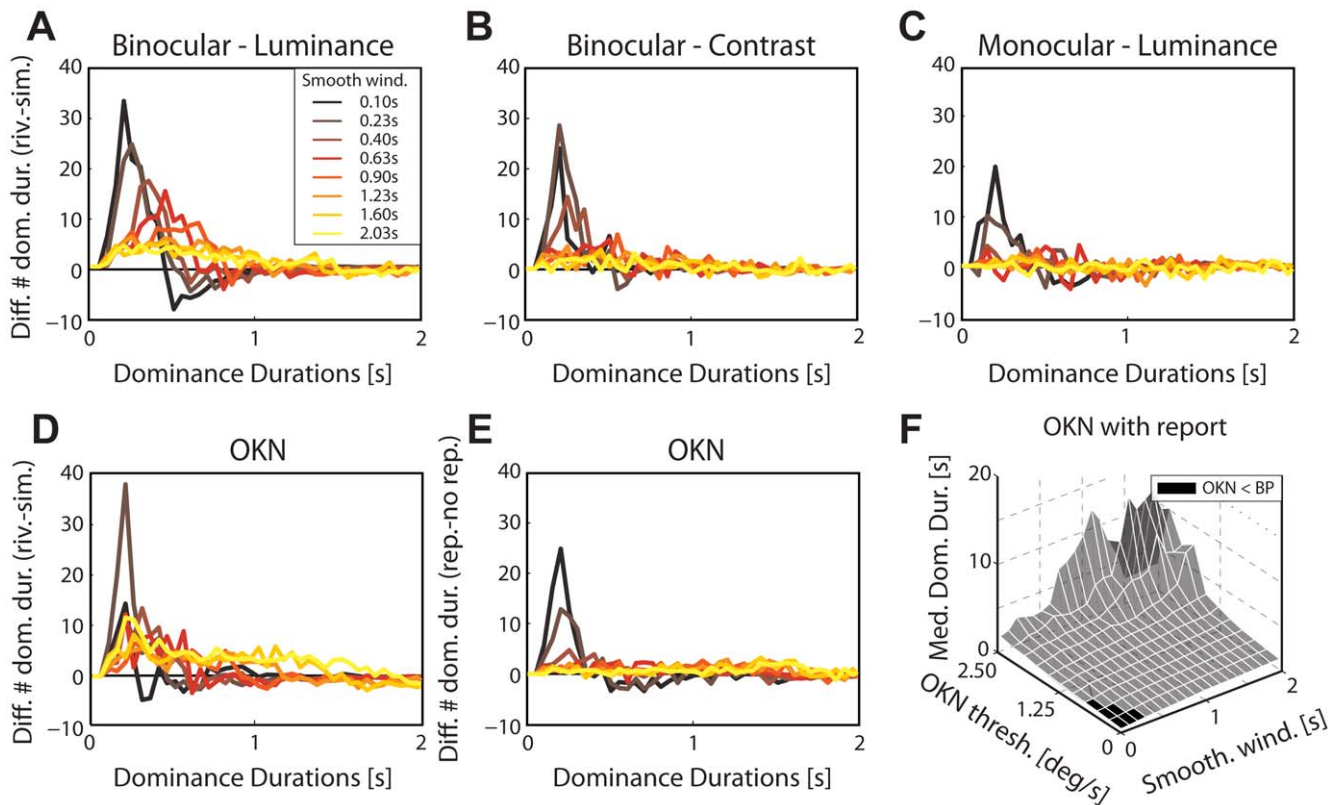 A
Binocular - Luminance
Diff. # dom. dur. (riv.-sim.)
40
30
20
10
0
−10
Smooth wind.
0.10s
0.23s
0.40s
0.63s
0.90s
1.23s
1.60s
2.03s
0 1 2
Dominance Durations [s]
B
Binocular - Contrast
40
30
20
10
0
−10
0 1 2
Dominance Durations [s]
C
Monocular - Luminance
40
30
20
10
0
−10
0 1 2
Dominance Durations [s]
D
OKN
Diff. # dom. dur. (riv.-sim.)
40
30
20
10
0
−10
0 1 2
Dominance Durations [s]
E
OKN
Diff. # dom. dur. (rep.-no rep.)
40
30
20
10
0
−10
0 1 2
Dominance Durations [s]
F
OKN with report
OKN < BP
Med. Dom. Dur. [s]
20
10
0
2.50
1.25
0
OKN thresh. [deg/s]
0
1
2
Smooth. wind. [s]